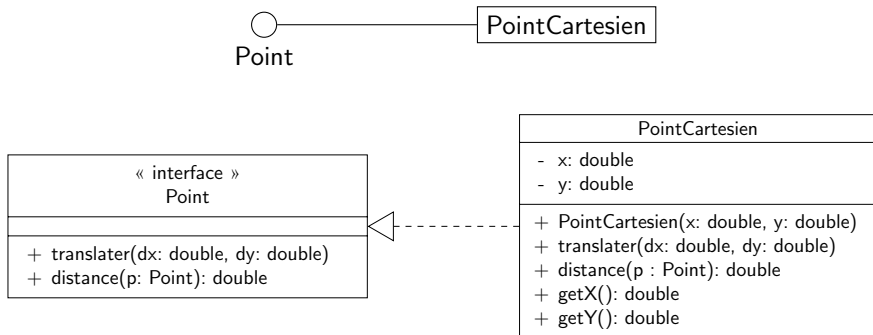 PointCartesien
Point
« interface »
Point
+ translater(dx: double, dy: double)
+ distance(p: Point): double
PointCartesien
- x: double
- y: double
+ PointCartesien(x: double, y: double)
+ translater(dx: double, dy: double)
+ distance(p : Point): double
+ getX(): double
+ getY(): double